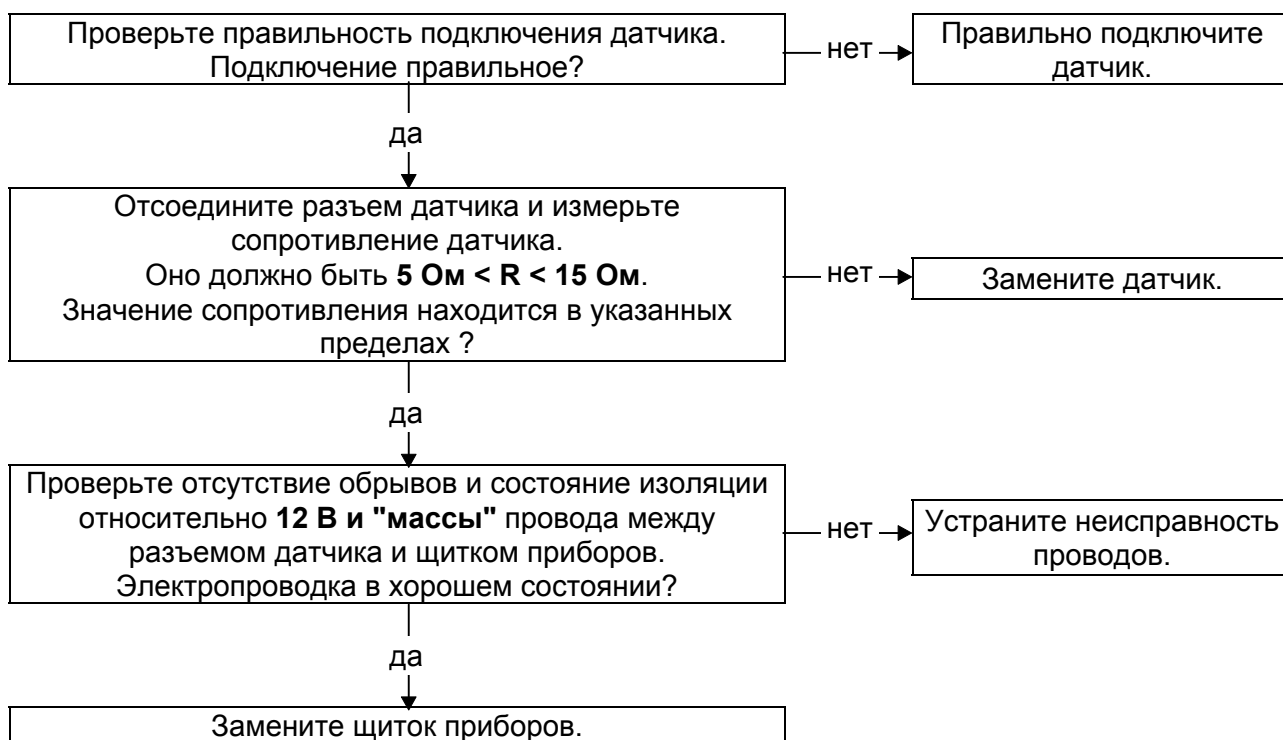 Проверьте правильность подключения датчика.
Подключение правильное?
нет
Правильно подключите
датчик.
да
Отсоедините разъем датчика и измерьте
сопротивление датчика.
Оно должно быть 5 Ом < R < 15 Ом.
Значение сопротивления находится в указанных
пределах ?
нет
Замените датчик.
да
Проверьте отсутствие обрывов и состояние изоляции
относительно 12 В и "массы" провода между
разъемом датчика и щитком приборов.
Электропроводка в хорошем состоянии?
нет
Устраните неисправность
проводов.
да
Замените щиток приборов.